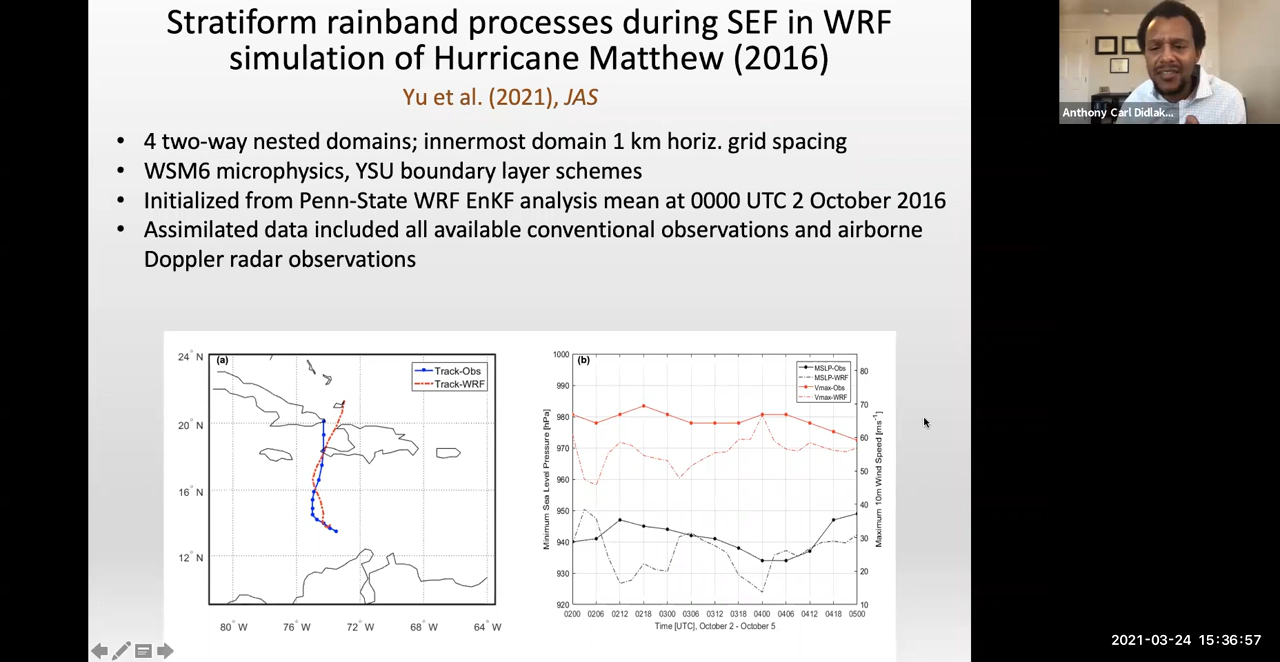 Stratiform rainband processes during SEF in WRF
simulation of Hurricane Matthew (2016)
Yu et al. (2021), JAS
• 4 two-way nested domains; innermost domain 1 km horiz. grid spacing
• WSM6 microphysics, YSU boundary layer schemes
• Initialized from Penn-State WRF EnKF analysis mean at 0000 UTC 2 October 2016
• Assimilated data included all available conventional observations and airborne
Doppler radar observations
Anthony Carl Didlak...
(a)
Track-Obs
Track-WRF
24° N
20° N
16° N
12° N
80° W 76° W 72° W 68° W 64° W
(b)
MSLP-Obs
MSLP-WRF
Vmax-Obs
Vmax-WRF
Minimum Sea Level Pressure [hPa]
1000
990
980
970
960
950
940
930
920
Maximum 10m Wind Speed [ms⁻¹]
80
70
60
50
40
30
20
10
0200 0206 0212 0218 0300 0306 0312 0318 0400 0406 0412 0418 0500
Time [UTC], October 2 - October 5
2021-03-24 15:36:57